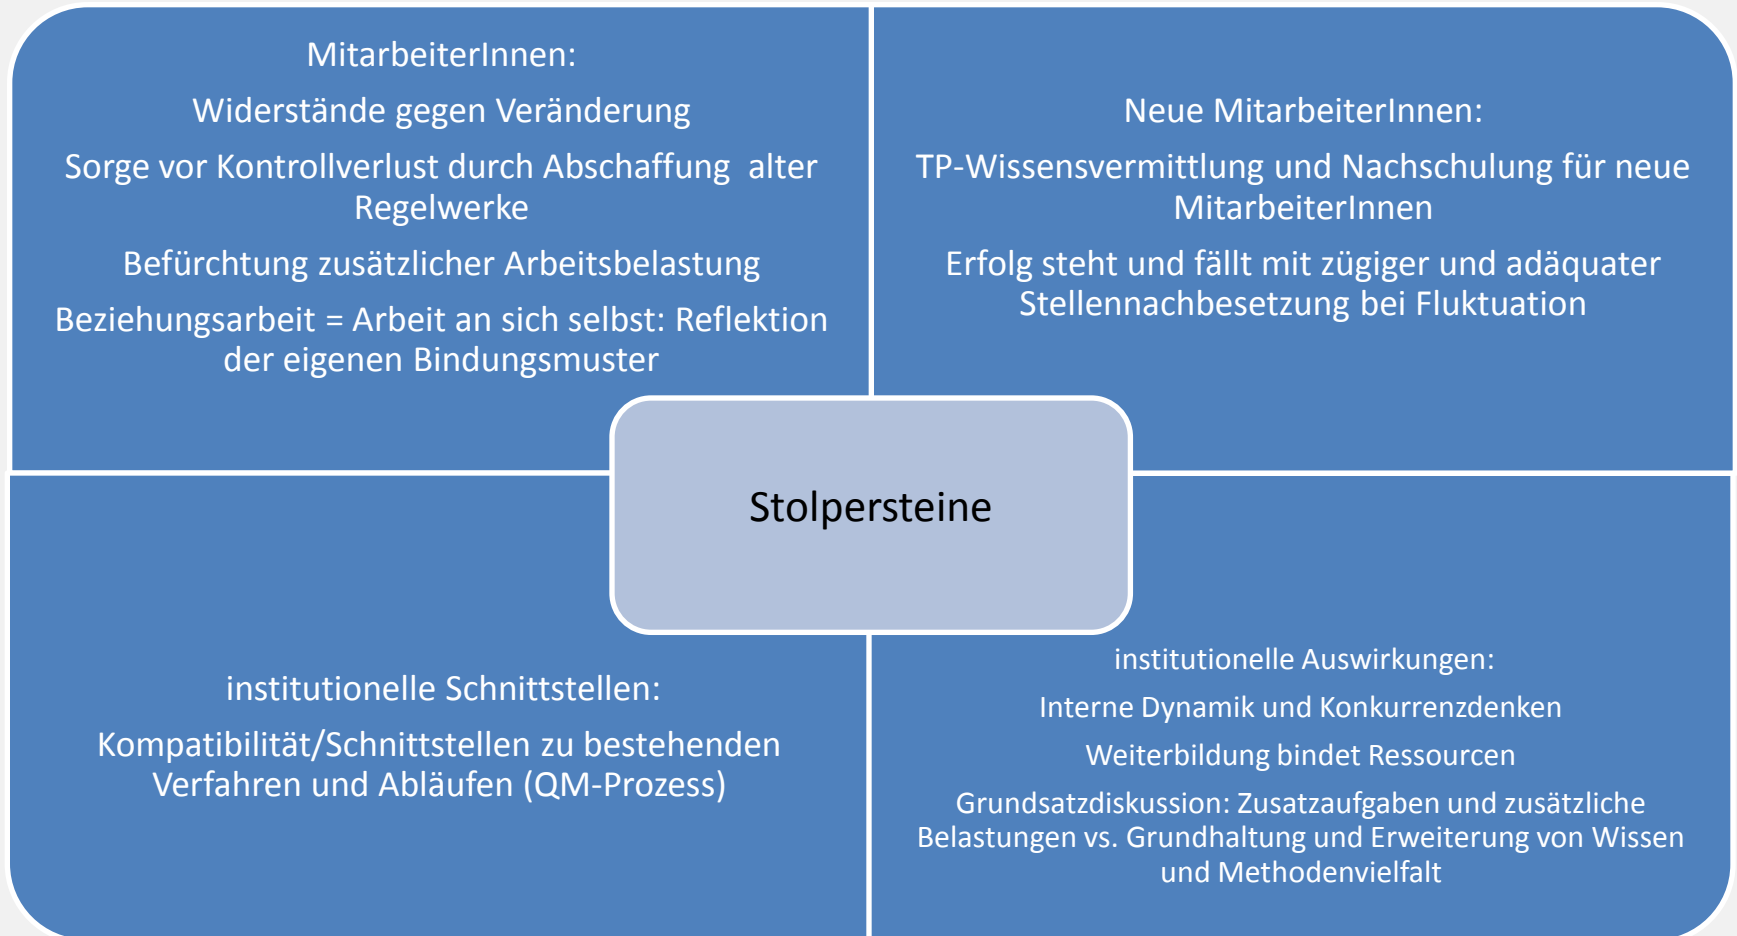 MitarbeiterInnen:
Widerstände gegen Veränderung
Sorge vor Kontrollverlust durch Abschaffung alter
Regelwerke
Befürchtung zusätzlicher Arbeitsbelastung
Beziehungsarbeit = Arbeit an sich selbst: Reflektion
der eigenen Bindungsmuster
Neue MitarbeiterInnen:
TP-Wissensvermittlung und Nachschulung für neue
MitarbeiterInnen
Erfolg steht und fällt mit zügiger und adäquater
Stellennachbesetzung bei Fluktuation
Stolpersteine
institutionelle Schnittstellen:
Kompatibilität/Schnittstellen zu bestehenden
Verfahren und Abläufen (QM-Prozess)
institutionelle Auswirkungen:
Interne Dynamik und Konkurrenzdenken
Weiterbildung bindet Ressourcen
Grundsatzdiskussion: Zusatzaufgaben und zusätzliche
Belastungen vs. Grundhaltung und Erweiterung von Wissen
und Methodenvielfalt